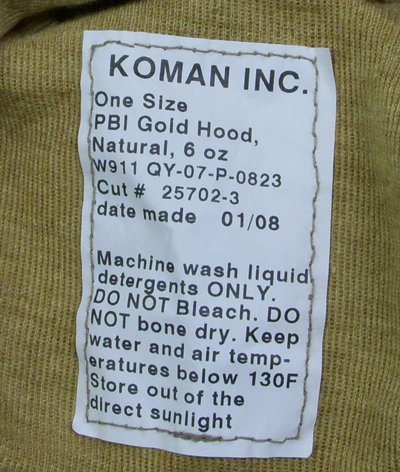 KOMAN INC.
One Size
PBI Gold Hood,
Natural, 6 oz
W911 QY-07-P-0823
Cut # 25702-3
date made 01/08
Machine wash liquid
detergents ONLY.
DO NOT Bleach. DO
NOT bone dry. Keep
water and air temp-
eratures below 130F
Store out of the
direct sunlight